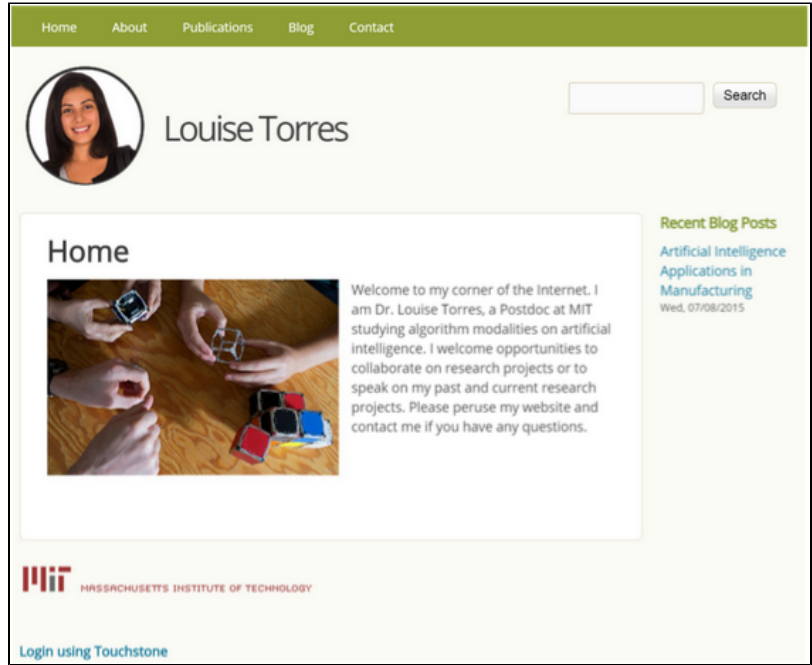 Home About Publications Blog Contact
Louise Torres
Search
Home
Welcome to my corner of the Internet. I
am Dr. Louise Torres, a Postdoc at MIT
studying algorithm modalities on artificial
intelligence. I welcome opportunities to
collaborate on research projects or to
speak on my past and current research
projects. Please peruse my website and
contact me if you have any questions.
Recent Blog Posts
Artificial Intelligence
Applications in
Manufacturing
Wed, 07/08/2015
MIT MASSACHUSETTS INSTITUTE OF TECHNOLOGY
Login using Touchstone